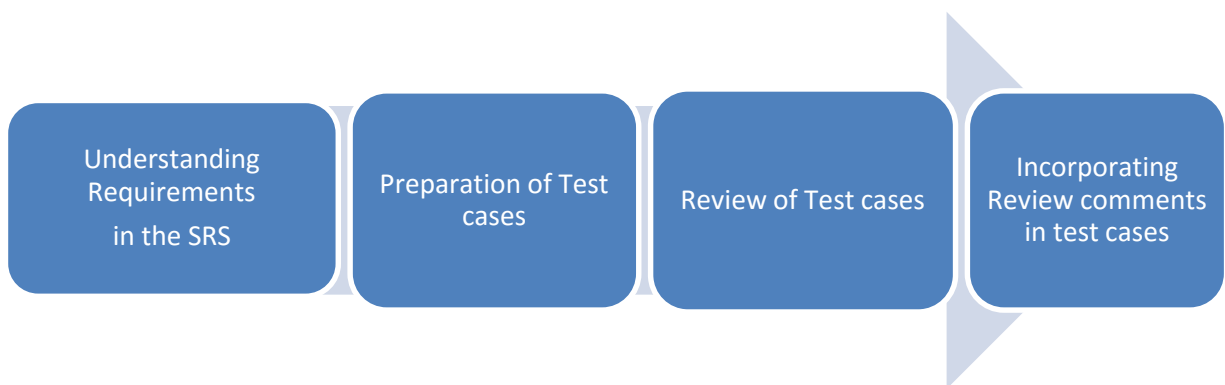 Understanding
Requirements
in the SRS
Preparation of Test
cases
Review of Test cases
Incorporating
Review comments
in test cases